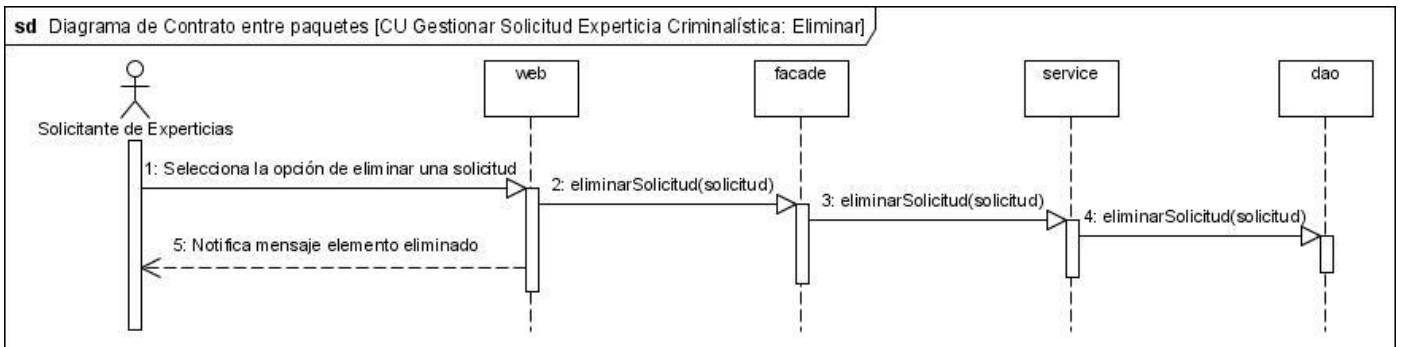 sd Diagrama de Contrato entre paquetes [CU Gestionar Solicitud Experticia Criminalística: Eliminar]
web
facade
service
dao
Solicitante de Experticias
1: Selecciona la opción de eliminar una solicitud
2: eliminarSolicitud(solicitud)
3: eliminarSolicitud(solicitud)
4: eliminarSolicitud(solicitud)
5: Notifica mensaje elemento eliminado